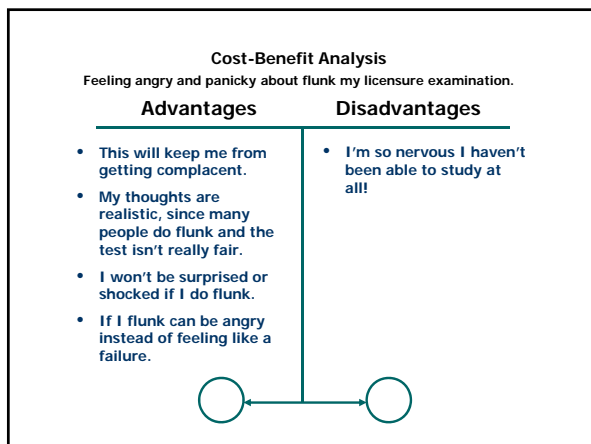 Cost-Benefit Analysis
Feeling angry and panicky about flunk my licensure examination.
Advantages
Disadvantages
• This will keep me from
getting complacent.
• My thoughts are
realistic, since many
people do flunk and the
test isn't really fair.
• I won't be surprised or
shocked if I do flunk.
• If I flunk can be angry
instead of feeling like a
failure.
• I'm so nervous I haven't
been able to study at
all!